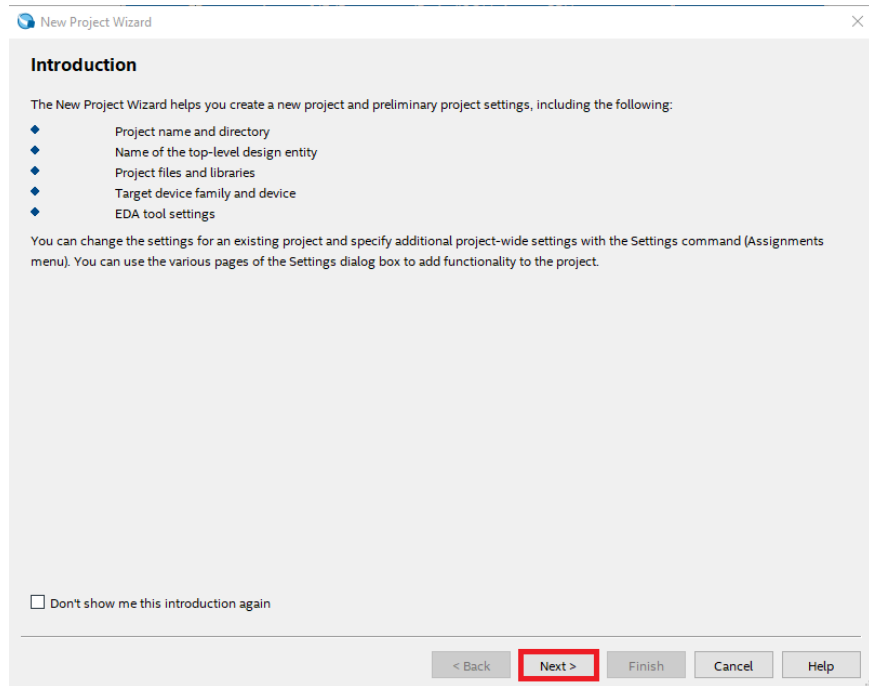 New Project Wizard
Introduction
The New Project Wizard helps you create a new project and preliminary project settings, including the following:
Project name and directory
Name of the top-level design entity
Project files and libraries
Target device family and device
EDA tool settings
You can change the settings for an existing project and specify additional project-wide settings with the Settings command (Assignments
menu). You can use the various pages of the Settings dialog box to add functionality to the project.
Don't show me this introduction again
< Back Next > Finish Cancel Help